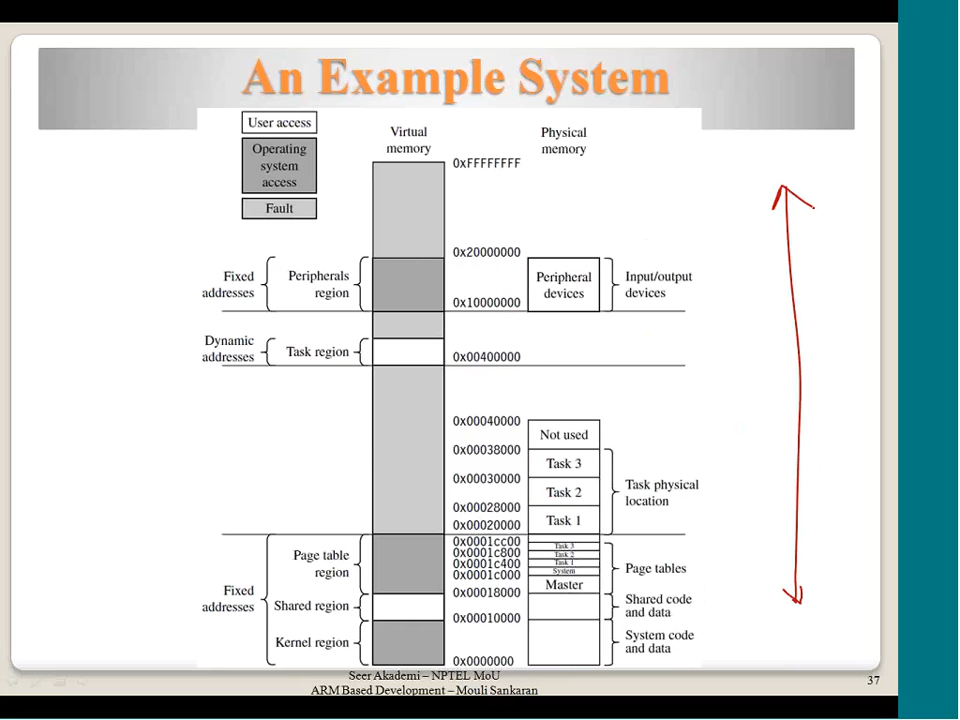 An Example System
User access
Operating
system
access
Fault
Virtual
memory
Physical
memory
0xFFFFFFFF
0x20000000
Fixed
addresses
Peripherals
region
Peripheral
devices
Input/output
devices
0x10000000
Dynamic
addresses
Task region
0x00400000
0x00040000
Not used
0x00038000
Task 3
0x00030000
Task 2
0x00028000
Task 1
0x00020000
Task physical
location
0x0001cc00
0x0001c800
0x0001c400
0x0001c000
Task 3
Task 2
Task 1
System
Master
Page table
region
Page tables
0x00018000
Fixed
addresses
Shared region
Shared code
and data
0x00010000
Kernel region
System code
and data
0x0000000
Seer Akademi – NPTEL MoU
ARM Based Development – Mouli Sankaran
37